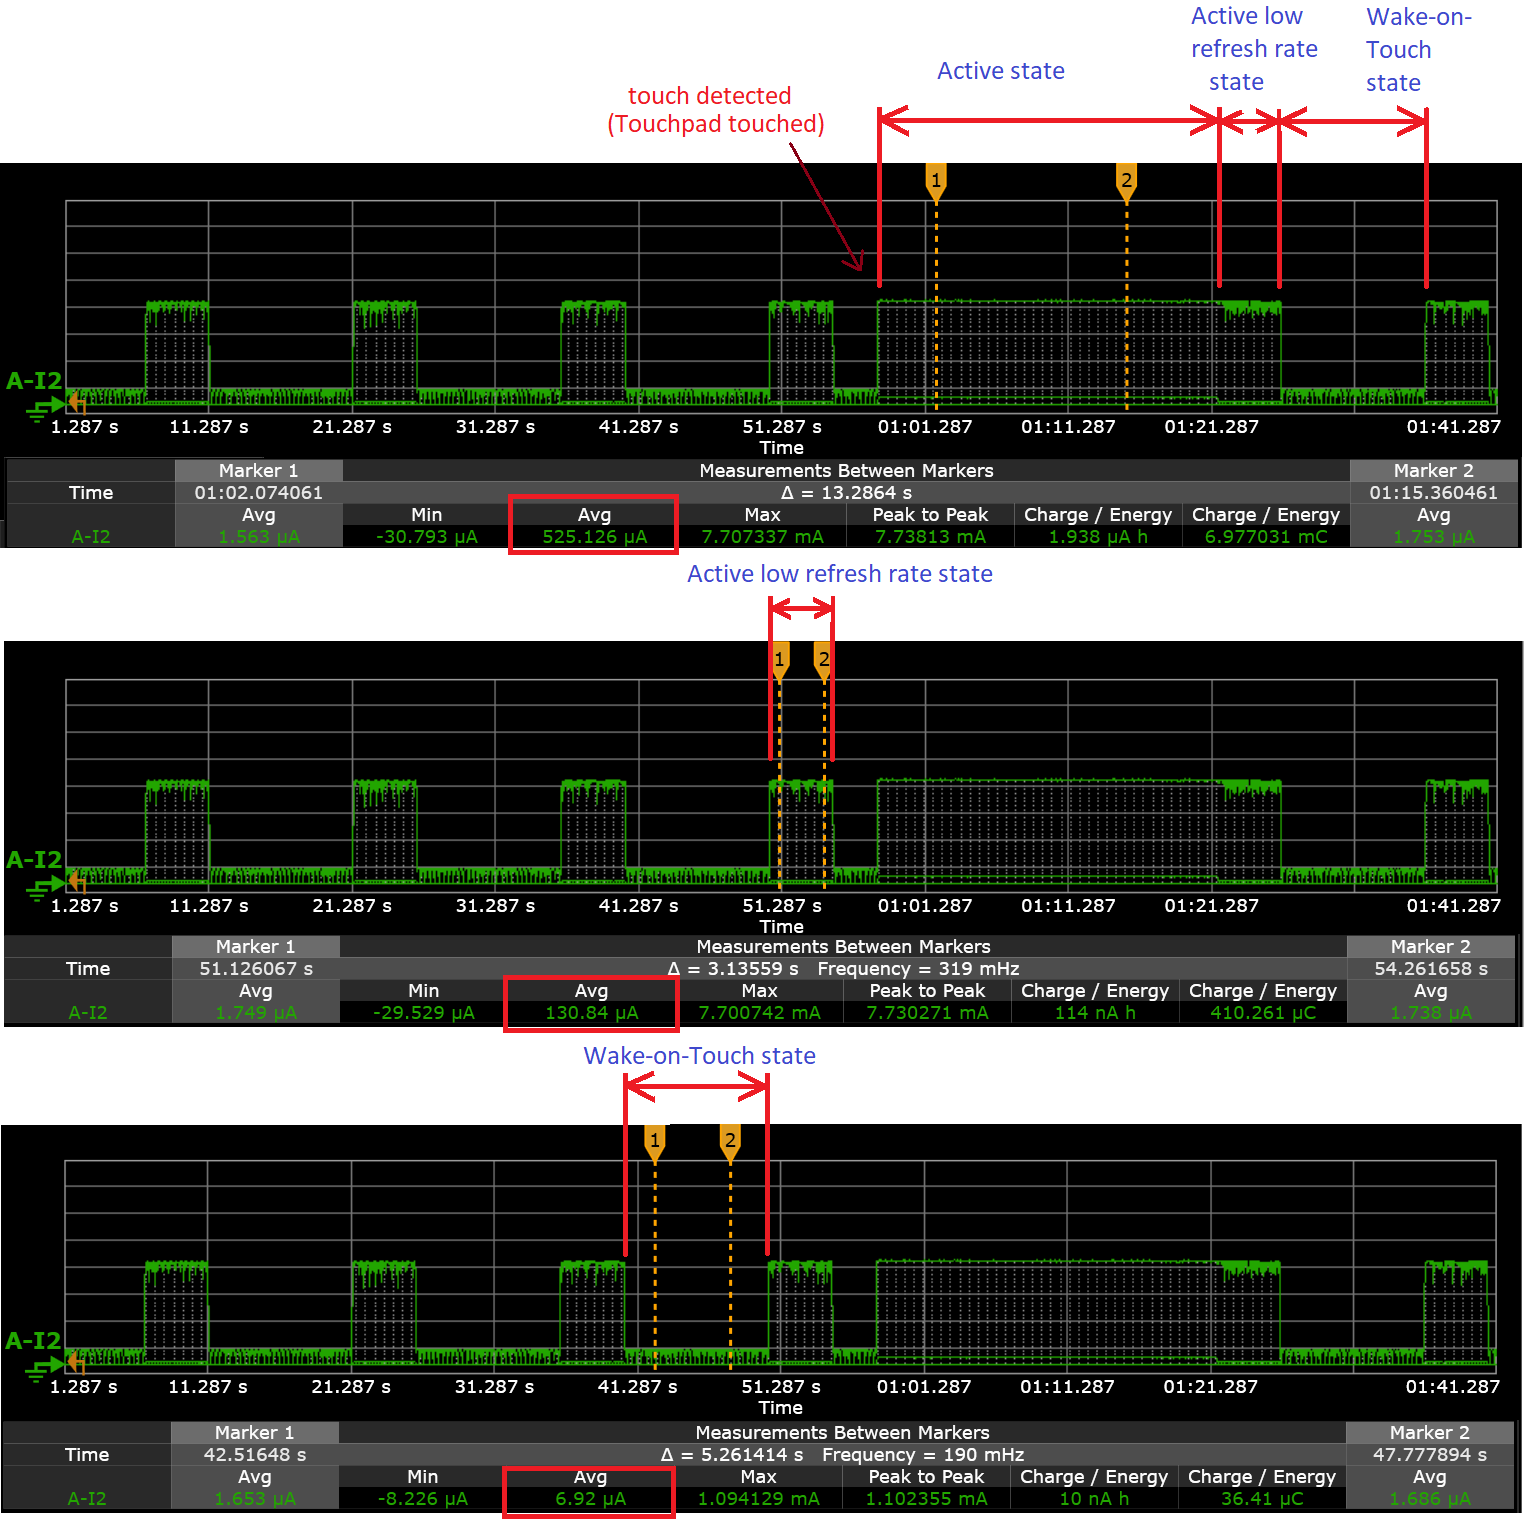 Active low
refresh rate
state
Wake-on-
Touch
state
Active state
touch detected
(Touchpad touched)
1 2
A-I2
1.287 s 11.287 s 21.287 s 31.287 s 41.287 s 51.287 s 01:01.287 01:11.287 01:21.287 01:41.287
Time
Marker 1 Measurements Between Markers Marker 2
Time 01:02.074061 Δ = 13.2864 s 01:15.360461
Avg Min Avg Max Peak to Peak Charge / Energy Charge / Energy Avg
A-I2 1.563 µA -30.793 µA 525.126 µA 7.707337 mA 7.73813 mA 1.938 µA h 6.977031 mC 1.753 µA
Active low refresh rate state
1 2
A-I2
1.287 s 11.287 s 21.287 s 31.287 s 41.287 s 51.287 s 01:01.287 01:11.287 01:21.287 01:41.287
Time
Marker 1 Measurements Between Markers Marker 2
Time 51.126067 s Δ = 3.13559 s Frequency = 319 mHz 54.261658 s
Avg Min Avg Max Peak to Peak Charge / Energy Charge / Energy Avg
A-I2 1.749 µA -29.529 µA 130.84 µA 7.700742 mA 7.730271 mA 114 nA h 410.261 µC 1.738 µA
Wake-on-Touch state
1 2
A-I2
1.287 s 11.287 s 21.287 s 31.287 s 41.287 s 51.287 s 01:01.287 01:11.287 01:21.287 01:41.287
Time
Marker 1 Measurements Between Markers Marker 2
Time 42.51648 s Δ = 5.261414 s Frequency = 190 mHz 47.777894 s
Avg Min Avg Max Peak to Peak Charge / Energy Charge / Energy Avg
A-I2 1.653 µA -8.226 µA 6.92 µA 1.094129 mA 1.102355 mA 10 nA h 36.41 µC 1.686 µA